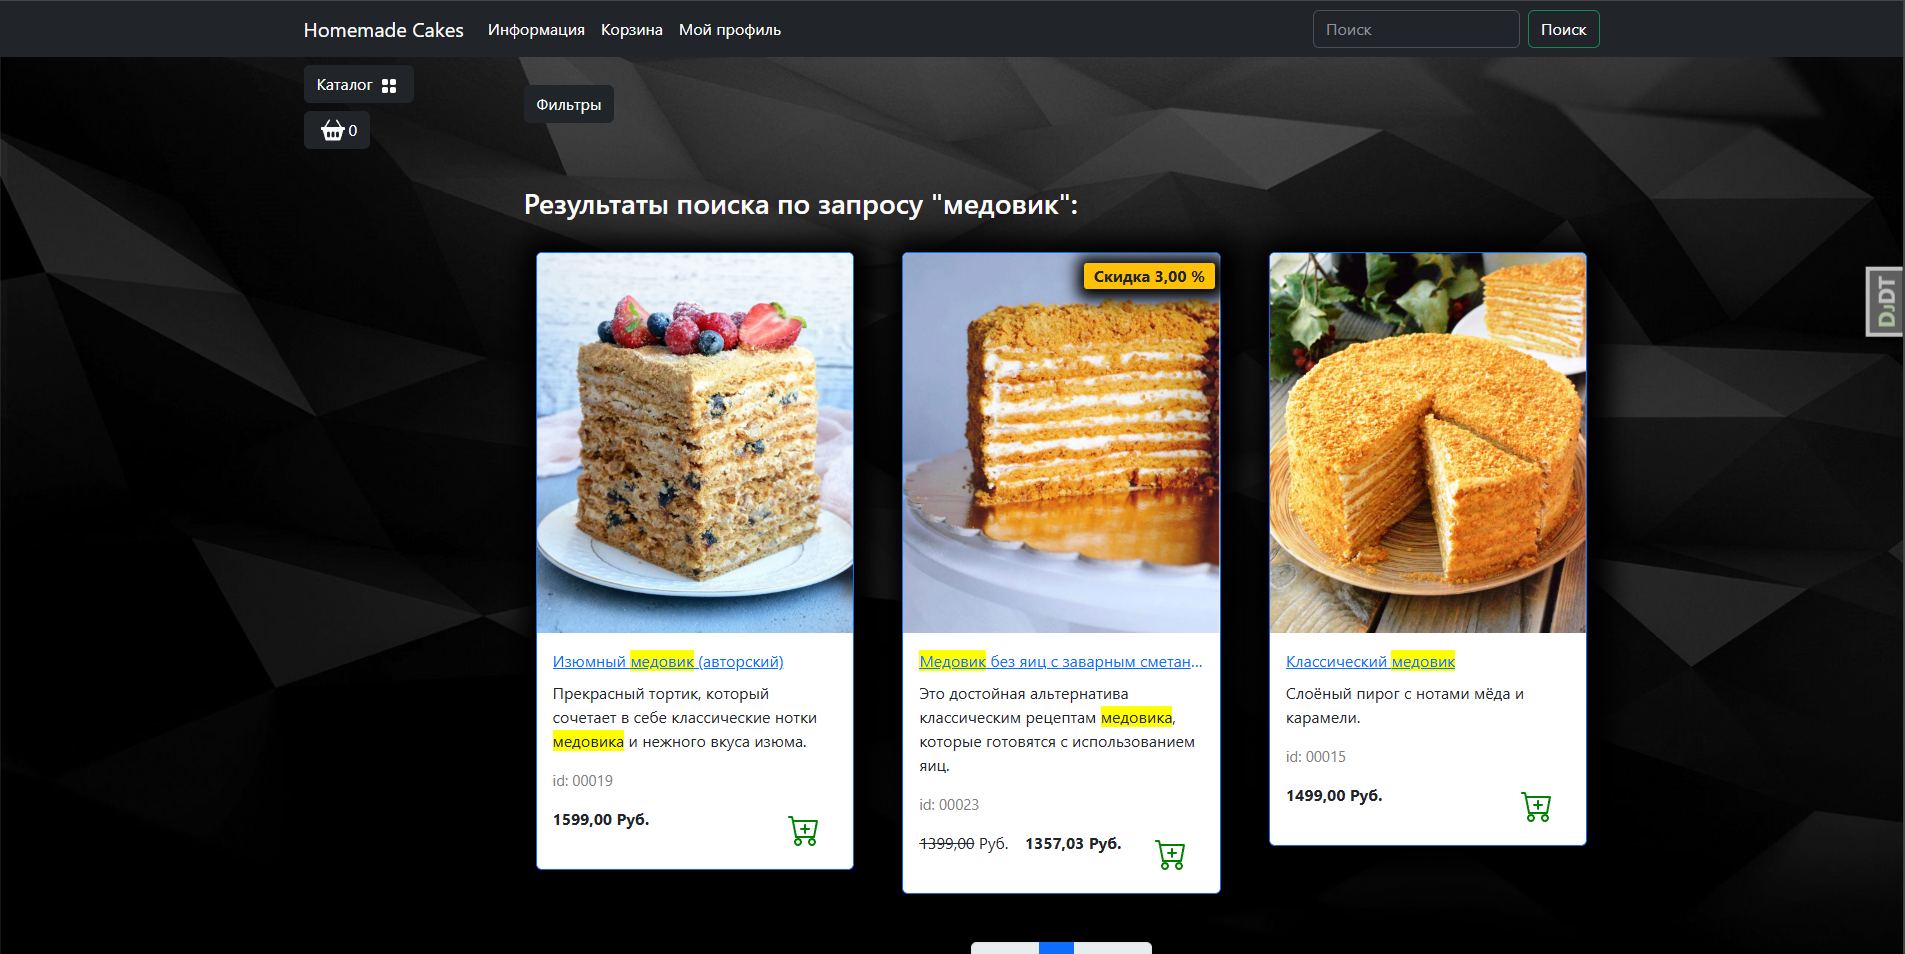 Homemade Cakes Информация Корзина Мой профиль Поиск Поиск
Каталог
Фильтры
0
Результаты поиска по запросу "медовик":
Скидка 3,00 %
DjDT
Изюмный медовик (авторский)
Прекрасный тортик, который
сочетает в себе классические нотки
медовика и нежного вкуса изюма.
id: 00019
1599,00 Руб.
Медовик без яиц с заварным сметан...
Это достойная альтернатива
классическим рецептам медовика,
которые готовятся с использованием
яиц.
id: 00023
1399,00 Руб. 1357,03 Руб.
Классический медовик
Слоёный пирог с нотами мёда и
карамели.
id: 00015
1499,00 Руб.